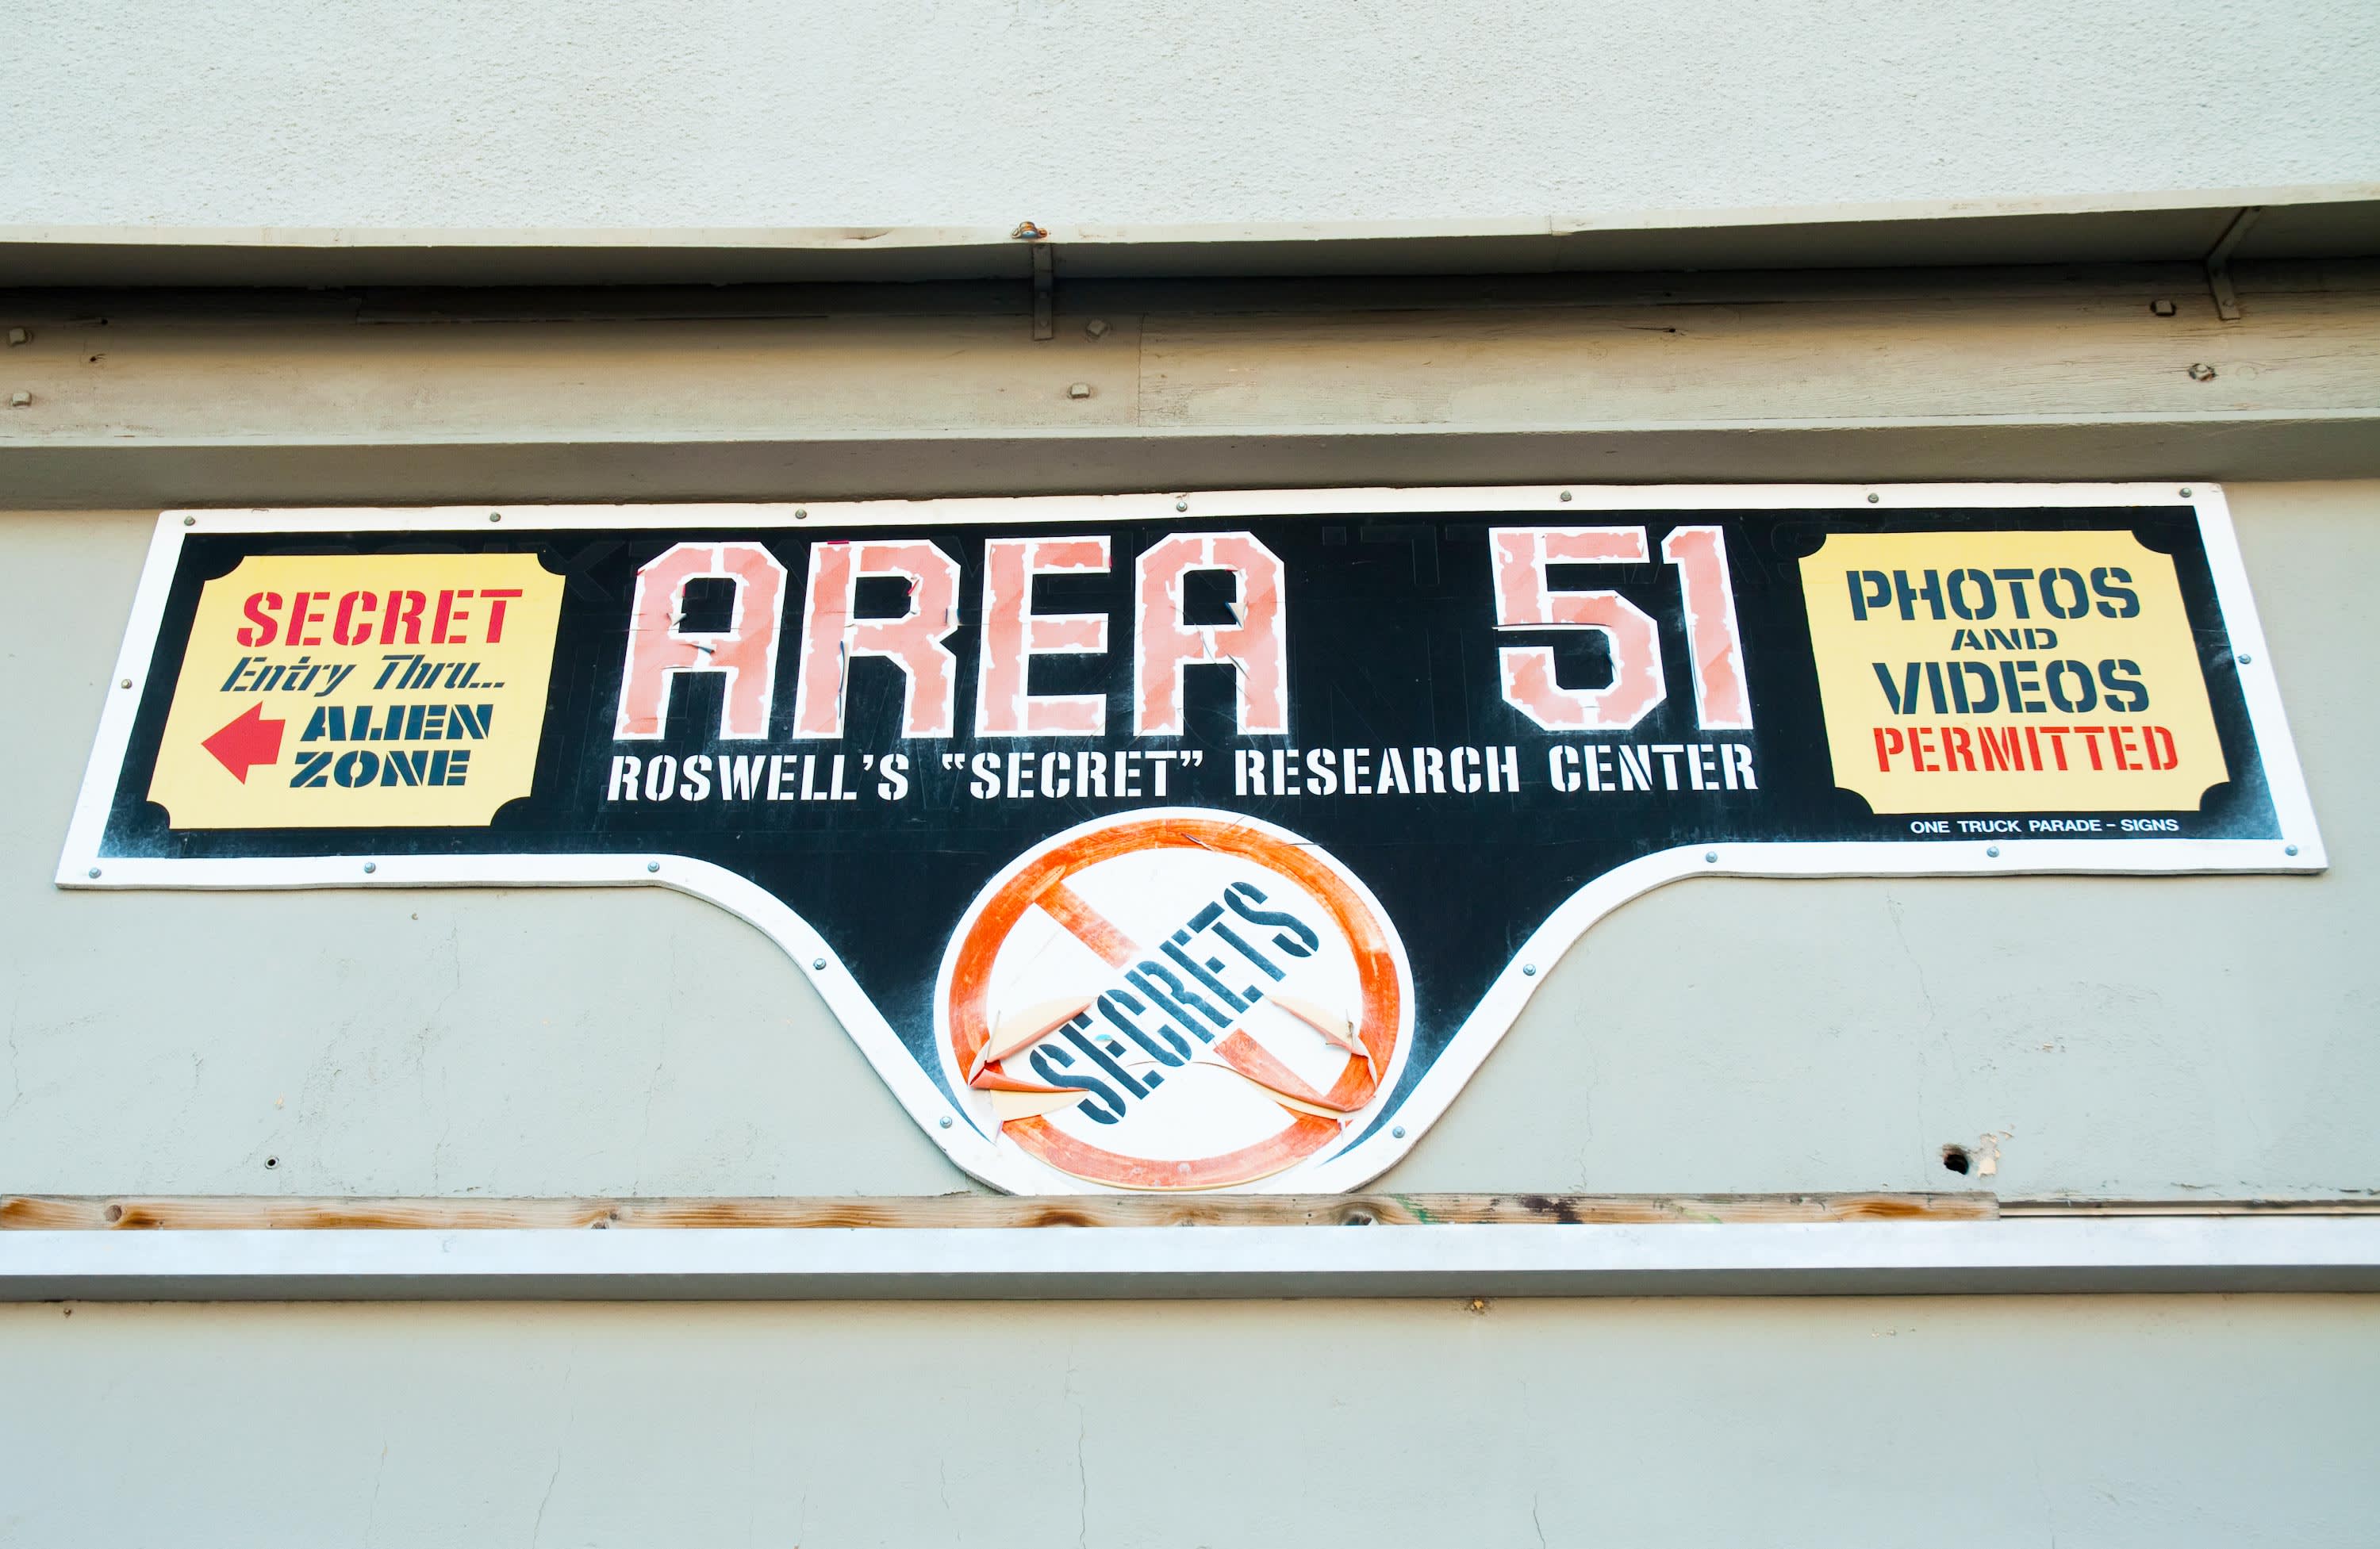 SECRET
Entry Thru...
ALIEN
ZONE
AREA 51
ROSWELL'S "SECRET" RESEARCH CENTER
SECRETS
PHOTOS
AND
VIDEOS
PERMITTED
ONE TRUCK PARADE - SIGNS